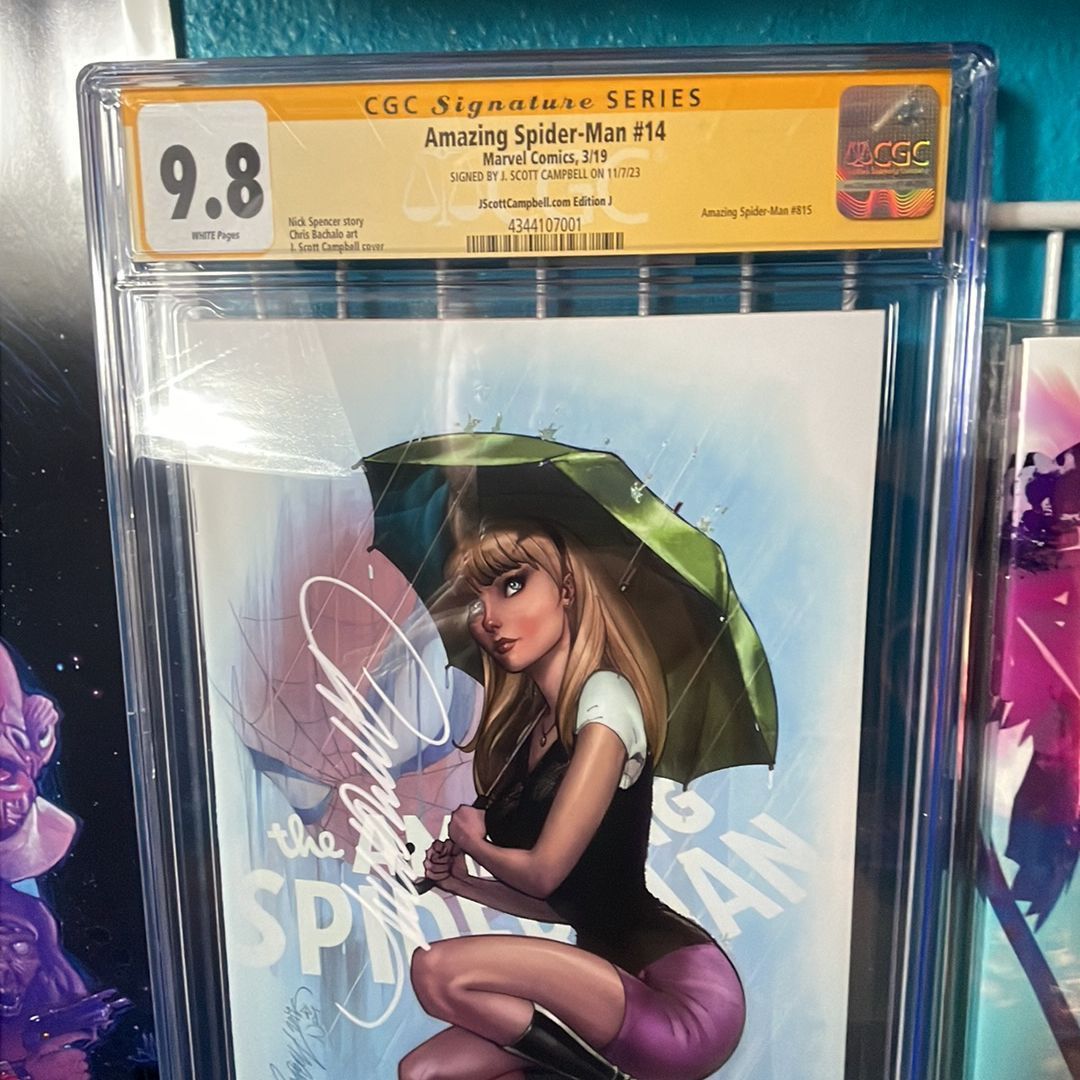 CGC Signature SERIES
Amazing Spider-Man #14
Marvel Comics, 3/19
SIGNED BY J. SCOTT CAMPBELL ON 11/7/23
JScottCampbell.com Edition J
4344107001
9.8
WHITE Pages
Nick Spencer story
Chris Bachalo art
J. Scott Campbell cover
Amazing Spider-Man #815
CGC
the
SPIDER-MAN